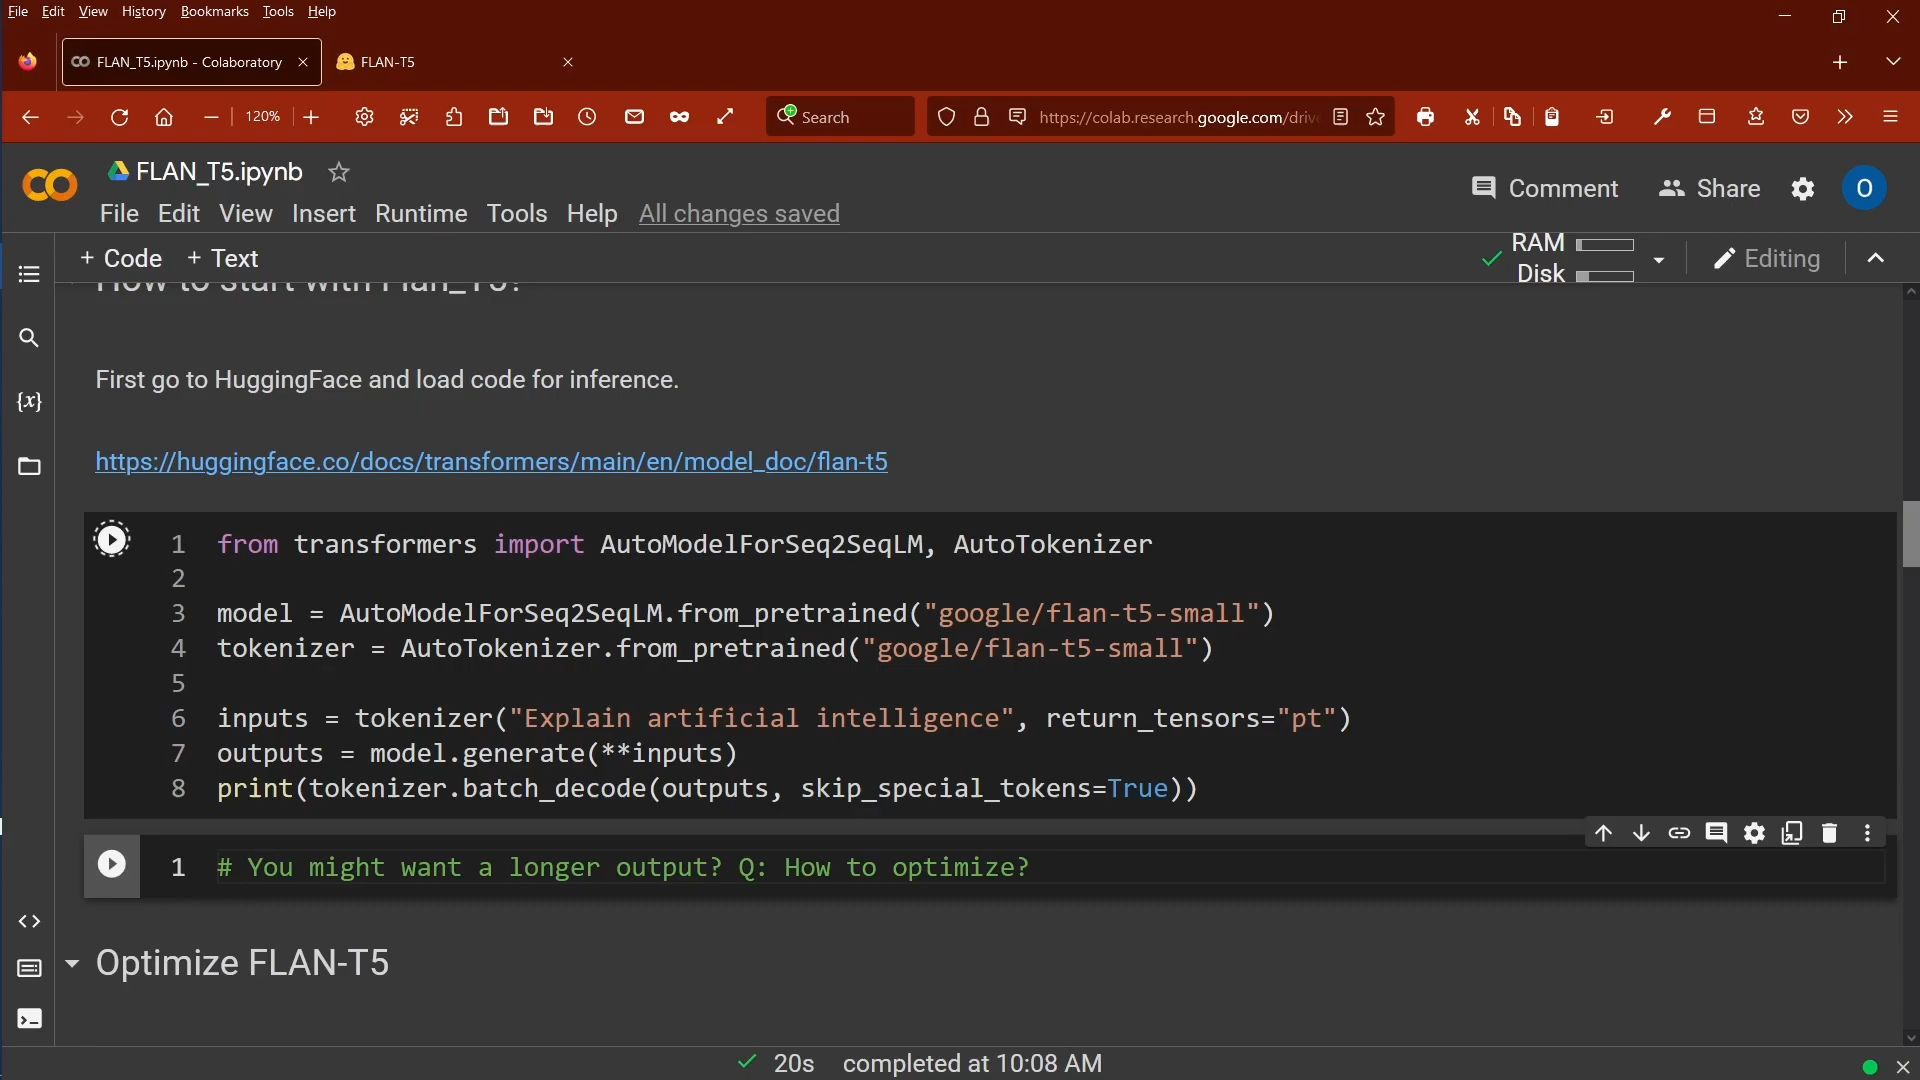 File Edit View History Bookmarks Tools Help
FLAN_T5.ipynb - Colaboratory
FLAN-T5
120%
Search
https://colab.research.google.com/driv
FLAN_T5.ipynb
Comment Share O
File Edit View Insert Runtime Tools Help All changes saved
+ Code + Text
RAM
Disk
Editing
How to start with Flan_T5?
{x}
First go to HuggingFace and load code for inference.
https://huggingface.co/docs/transformers/main/en/model_doc/flan-t5
1 from transformers import AutoModelForSeq2SeqLM, AutoTokenizer
2
3 model = AutoModelForSeq2SeqLM.from_pretrained("google/flan-t5-small")
4 tokenizer = AutoTokenizer.from_pretrained("google/flan-t5-small")
5
6 inputs = tokenizer("Explain artificial intelligence", return_tensors="pt")
7 outputs = model.generate(**inputs)
8 print(tokenizer.batch_decode(outputs, skip_special_tokens=True))
1 # You might want a longer output? Q: How to optimize?
Optimize FLAN-T5
20s completed at 10:08 AM